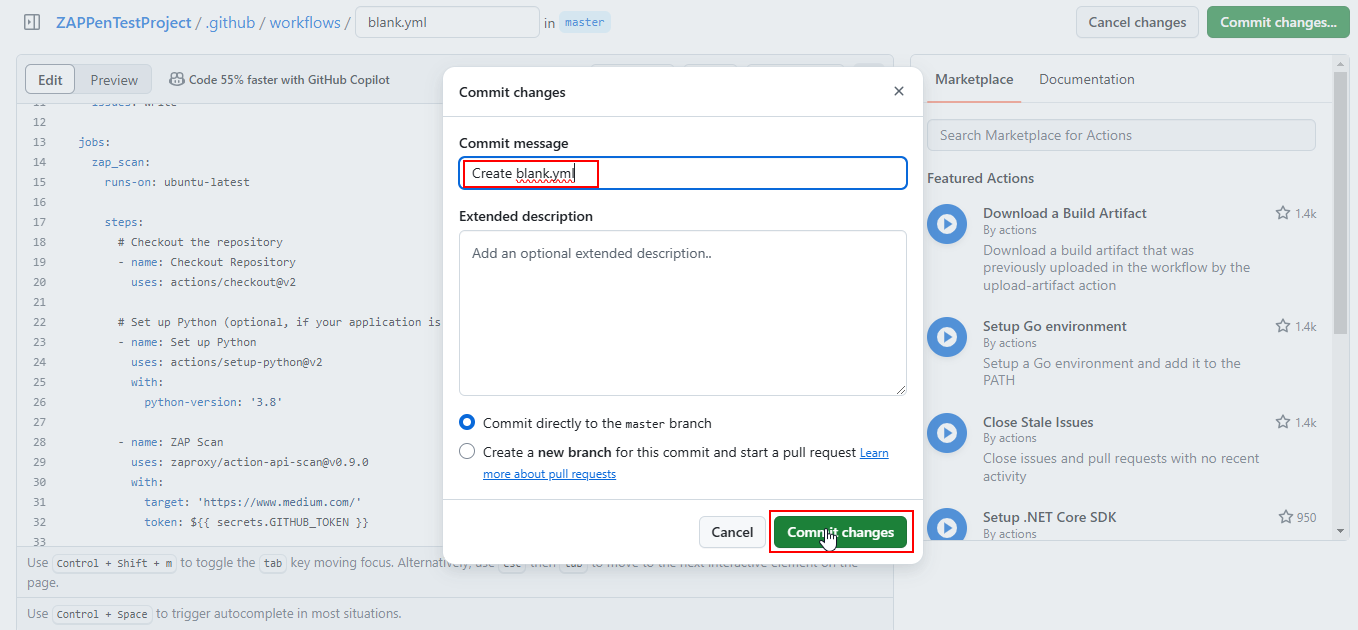 ZAPPenTestProject / .github / workflows / blank.yml in master
Cancel changes
Commit changes...
Edit
Preview
Code 55% faster with GitHub Copilot
12
13 jobs:
14 zap_scan:
15 runs-on: ubuntu-latest
16
17 steps:
18 # Checkout the repository
19 - name: Checkout Repository
20 uses: actions/checkout@v2
21
22 # Set up Python (optional, if your application is
23 - name: Set up Python
24 uses: actions/setup-python@v2
25 with:
26 python-version: '3.8'
27
28 - name: ZAP Scan
29 uses: zaproxy/action-api-scan@v0.9.0
30 with:
31 target: 'https://www.medium.com/'
32 token: ${{ secrets.GITHUB_TOKEN }}
33
Use Control + Shift + m to toggle the tab key moving focus. Alternatively, use esc then tab to move to the next interactive element on the
page.
Use Control + Space to trigger autocomplete in most situations.
Commit changes
Commit message
Create blank.yml
Extended description
Add an optional extended description..
Commit directly to the master branch
Create a new branch for this commit and start a pull request Learn
more about pull requests
Cancel
Commit changes
Marketplace
Documentation
Search Marketplace for Actions
Featured Actions
Download a Build Artifact 1.4k
By actions
Download a build artifact that was
previously uploaded in the workflow by the
upload-artifact action
Setup Go environment 1.4k
By actions
Setup a Go environment and add it to the
PATH
Close Stale Issues 1.4k
By actions
Close issues and pull requests with no recent
activity
Setup .NET Core SDK 950
By actions